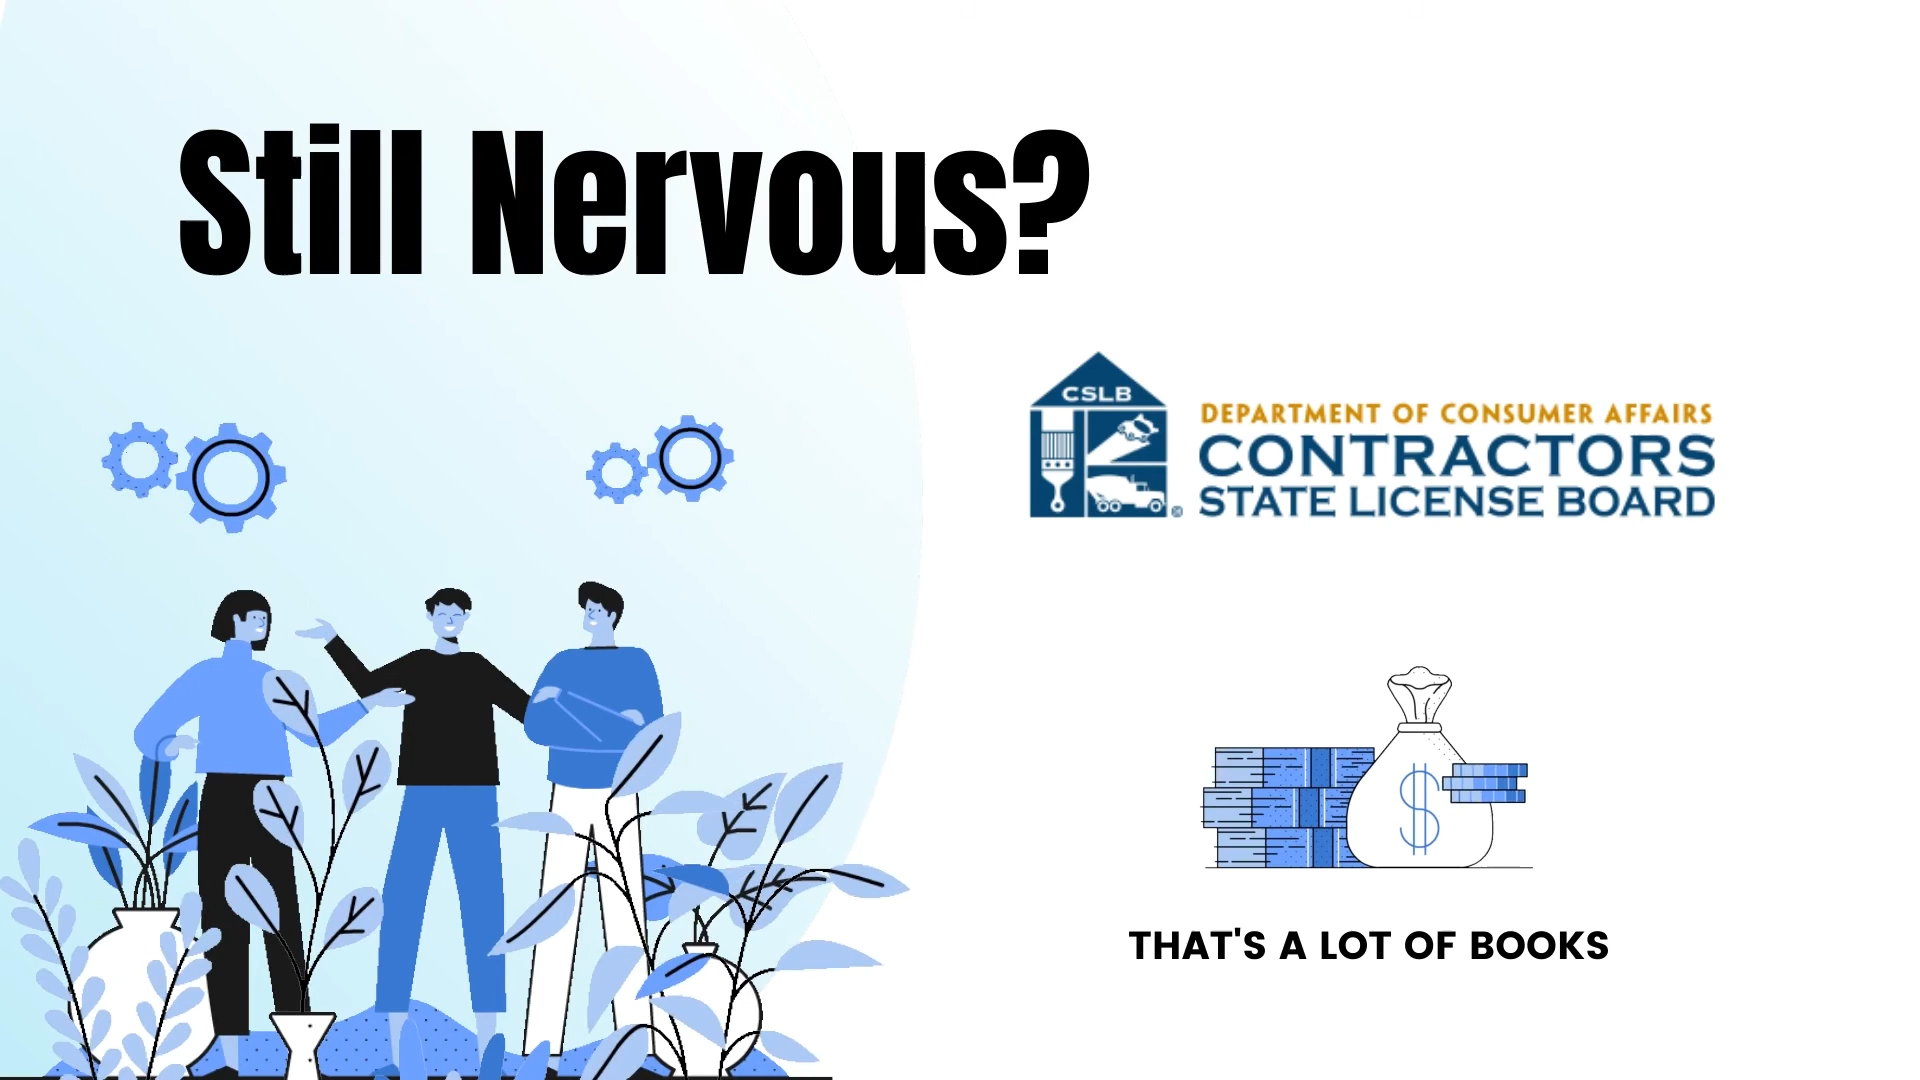 Still Nervous?
CSLB
DEPARTMENT OF CONSUMER AFFAIRS
CONTRACTORS
STATE LICENSE BOARD
$
THAT'S A LOT OF BOOKS